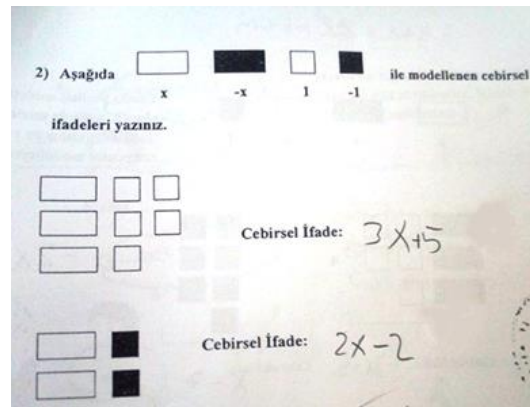 2) Aşağıda ile modellenen cebirsel
x -x 1 -1
ifadeleri yazınız.
Cebirsel İfade: 3x+5
Cebirsel İfade: 2x-2